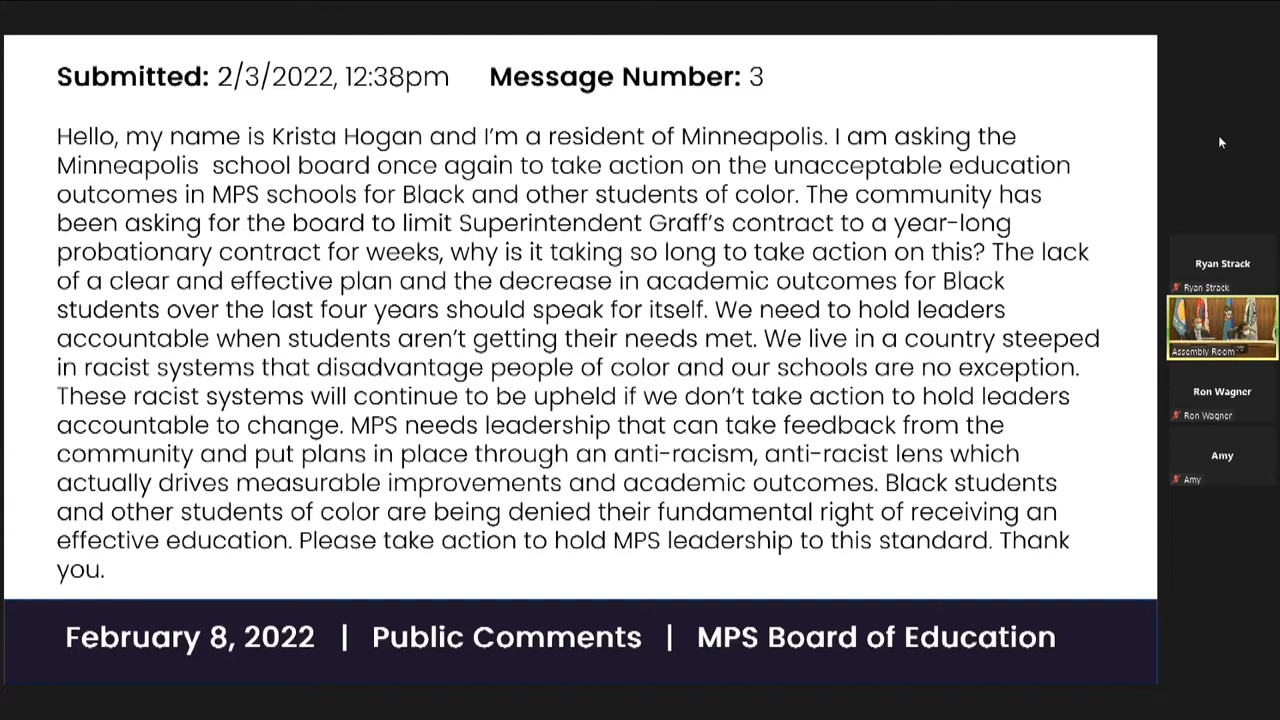 Submitted: 2/3/2022, 12:38pm Message Number: 3
Hello, my name is Krista Hogan and I'm a resident of Minneapolis. I am asking the
Minneapolis school board once again to take action on the unacceptable education
outcomes in MPS schools for Black and other students of color. The community has
been asking for the board to limit Superintendent Graff's contract to a year-long
probationary contract for weeks, why is it taking so long to take action on this? The lack
of a clear and effective plan and the decrease in academic outcomes for Black
students over the last four years should speak for itself. We need to hold leaders
accountable when students aren't getting their needs met. We live in a country steeped
in racist systems that disadvantage people of color and our schools are no exception.
These racist systems will continue to be upheld if we don't take action to hold leaders
accountable to change. MPS needs leadership that can take feedback from the
community and put plans in place through an anti-racism, anti-racist lens which
actually drives measurable improvements and academic outcomes. Black students
and other students of color are being denied their fundamental right of receiving an
effective education. Please take action to hold MPS leadership to this standard. Thank
you.
February 8, 2022 | Public Comments | MPS Board of Education
Ryan Strack
Ryan Strack
Assembly Room
Ron Wagner
Ron Wagner
Amy
Amy